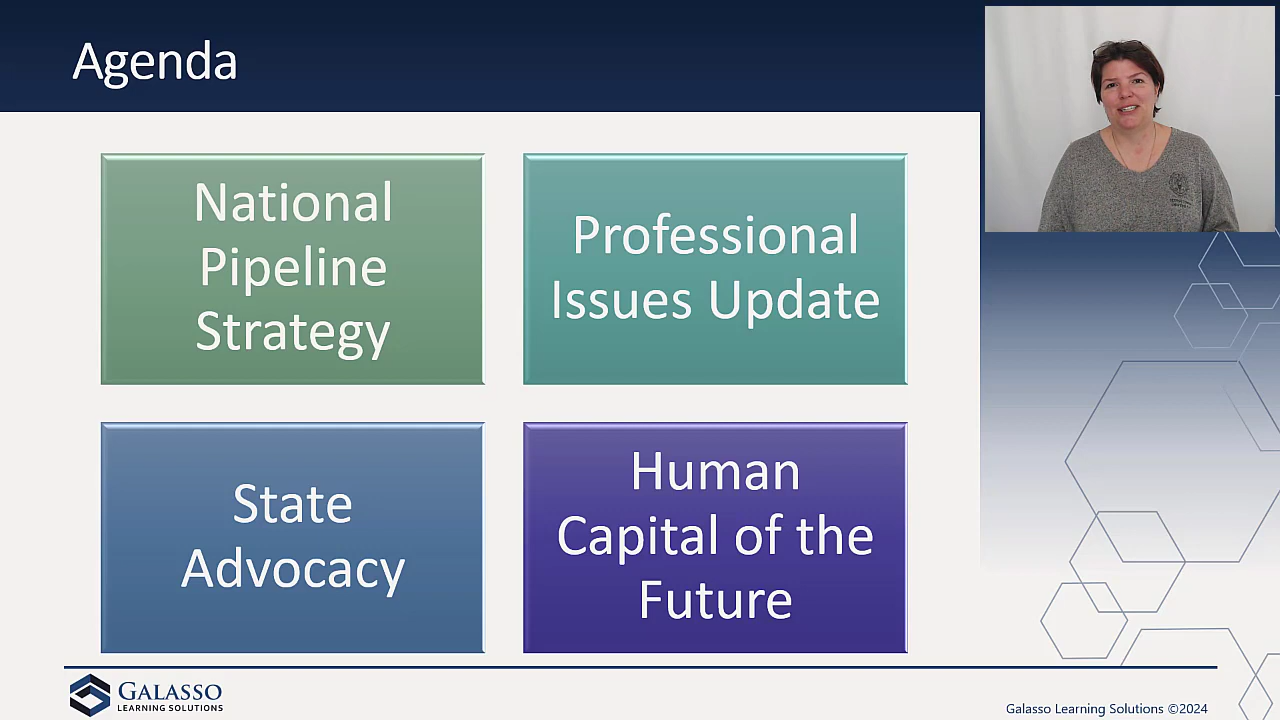 Agenda
National
Pipeline
Strategy
Professional
Issues Update
State
Advocacy
Human
Capital of the
Future
GALASSO
LEARNING SOLUTIONS
Galasso Learning Solutions ©2024